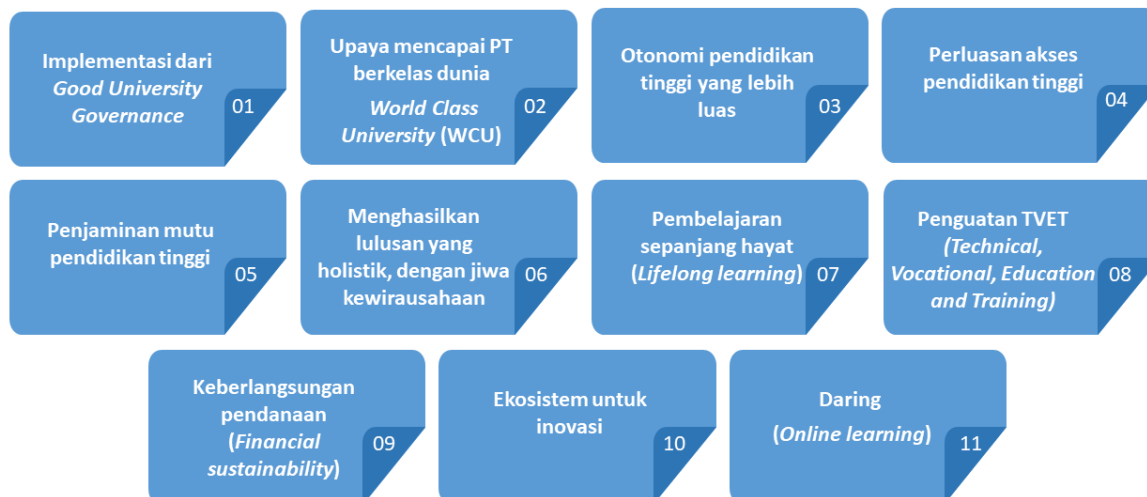 Implementasi dari
Good University
Governance
01
Upaya mencapai PT
berkelas dunia
World Class
University (WCU)
02
Otonomi pendidikan
tinggi yang lebih
luas
03
Perluasan akses
pendidikan tinggi
04
Penjaminan mutu
pendidikan tinggi
05
Menghasilkan
lulusan yang
holistik, dengan jiwa
kewirausahaan
06
Pembelajaran
sepanjang hayat
(Lifelong learning)
07
Penguatan TVET
(Technical,
Vocational, Education
and Training)
08
Keberlangsungan
pendanaan
(Financial
sustainability)
09
Ekosistem untuk
inovasi
10
Daring
(Online learning)
11